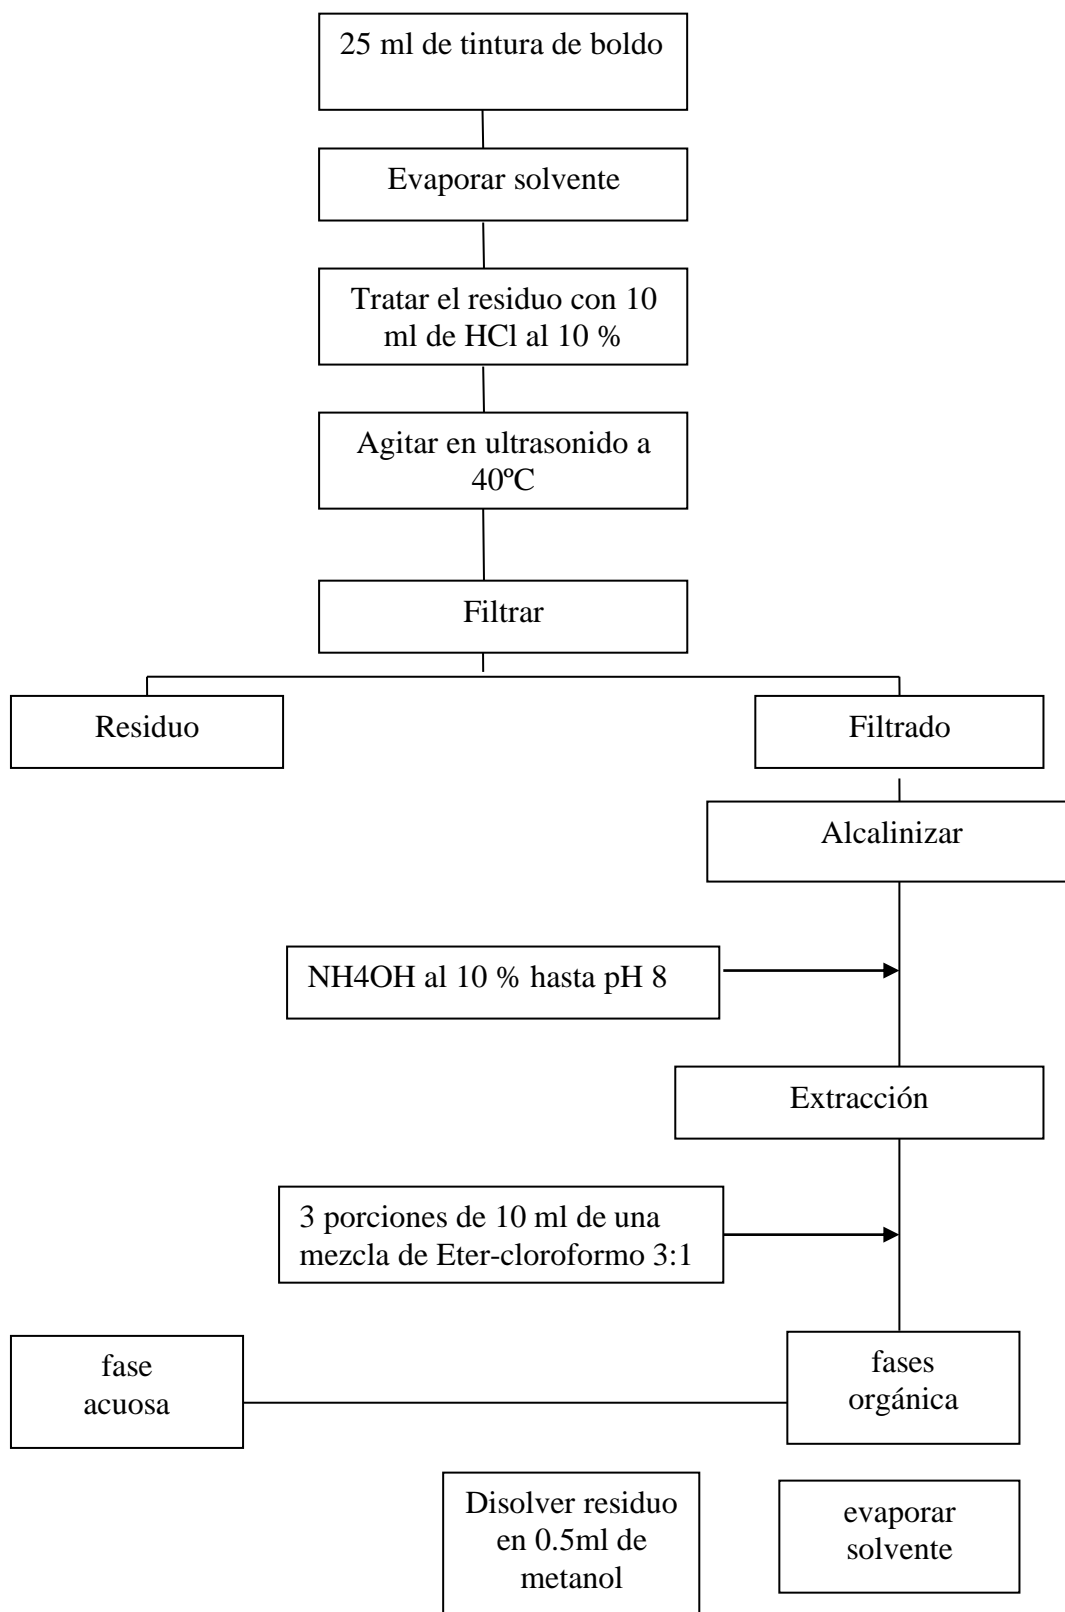 25 ml de tintura de boldo
Evaporar solvente
Tratar el residuo con 10
ml de HCl al 10 %
Agitar en ultrasonido a
40ºC
Filtrar
Residuo
Filtrado
Alcalinizar
NH4OH al 10 % hasta pH 8
Extracción
3 porciones de 10 ml de una
mezcla de Eter-cloroformo 3:1
fase
acuosa
fases
orgánica
Disolver residuo
en 0.5ml de
metanol
evaporar
solvente